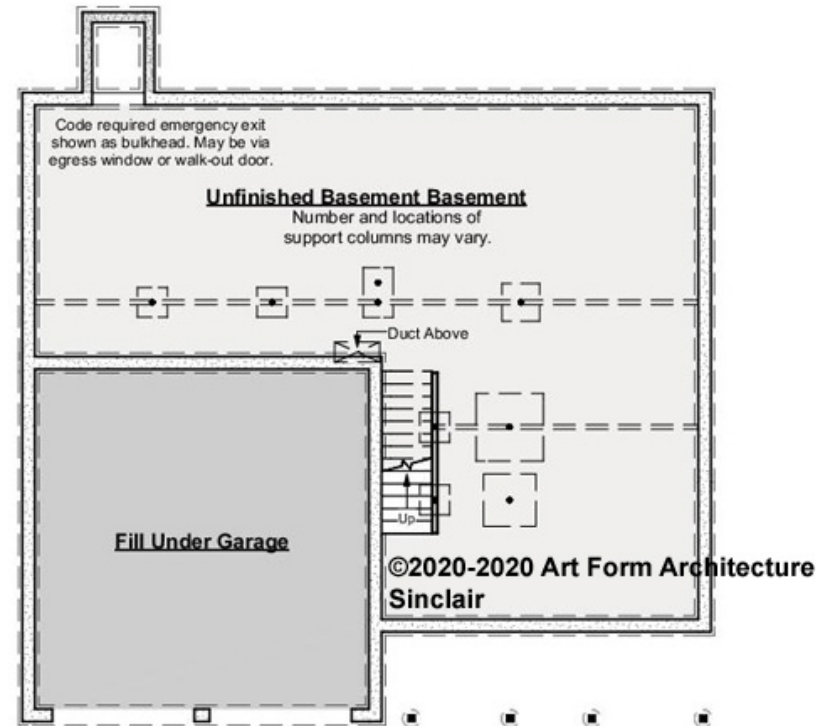 Code required emergency exit
shown as bulkhead. May be via
egress window or walk-out door.
Unfinished Basement Basement
Number and locations of
support columns may vary.
Duct Above
Up
Fill Under Garage
©2020-2020 Art Form Architecture
Sinclair